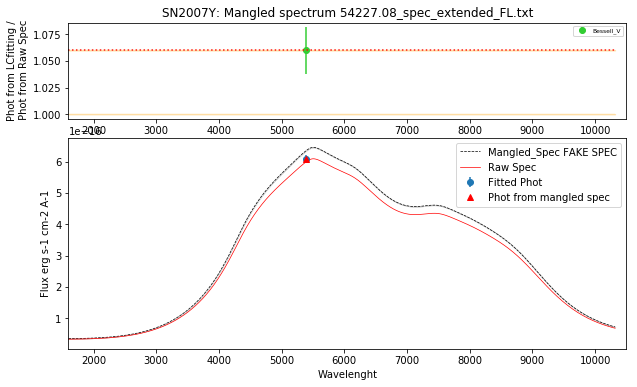 SN2007Y: Mangled spectrum 54227.08_spec_extended_FL.txt
Phot from LCfitting /
Phot from Raw Spec
1.075
1.050
1.025
1.000
Bessell_V
2000 3000 4000 5000 6000 7000 8000 9000 10000
1e−16
Flux erg s-1 cm-2 A-1
6
5
4
3
2
1
Mangled_Spec FAKE SPEC
Raw Spec
Fitted Phot
Phot from mangled spec
2000 3000 4000 5000 6000 7000 8000 9000 10000
Wavelenght